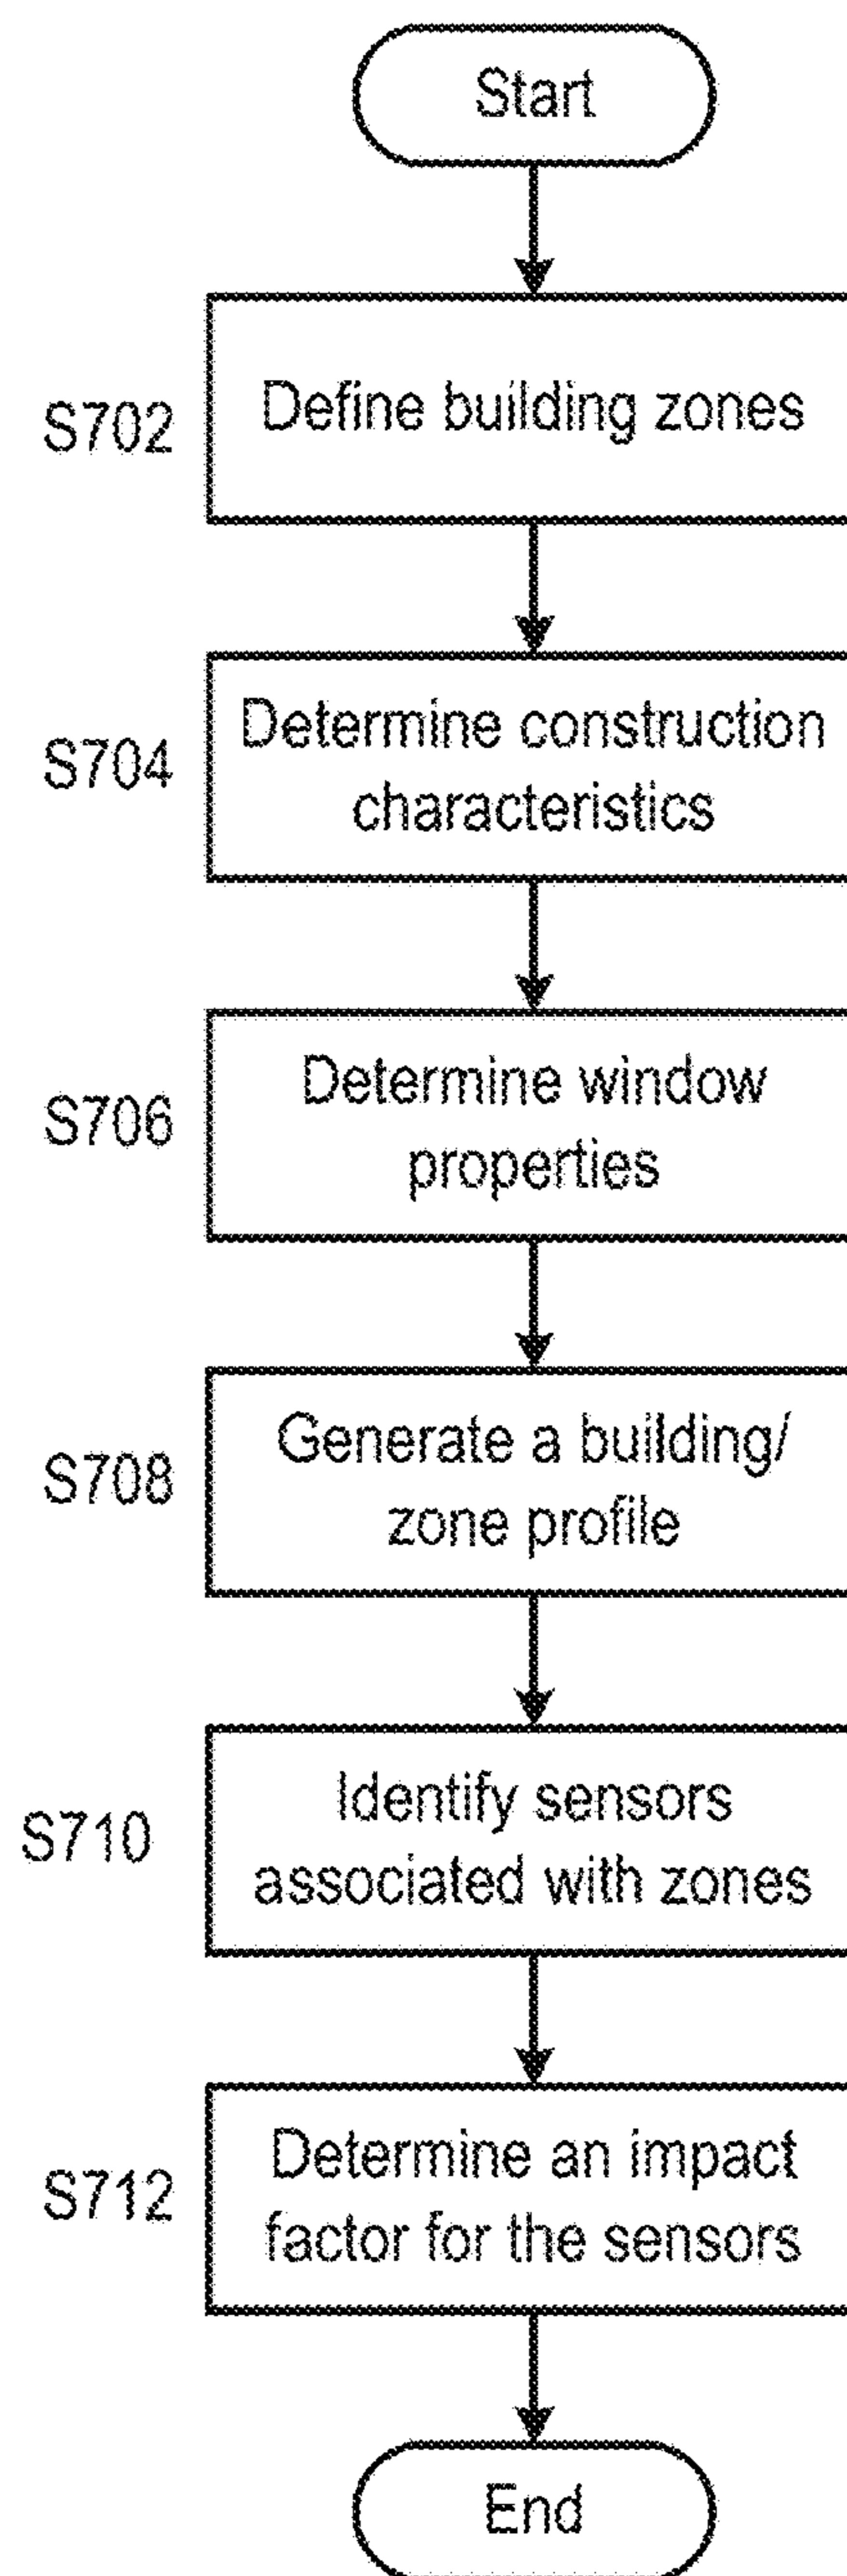 Start
S702
Define building zones
S704
Determine construction
characteristics
S706
Determine window
properties
S708
Generate a building/
zone profile
S710
Identify sensors
associated with zones
S712
Determine an impact
factor for the sensors
End